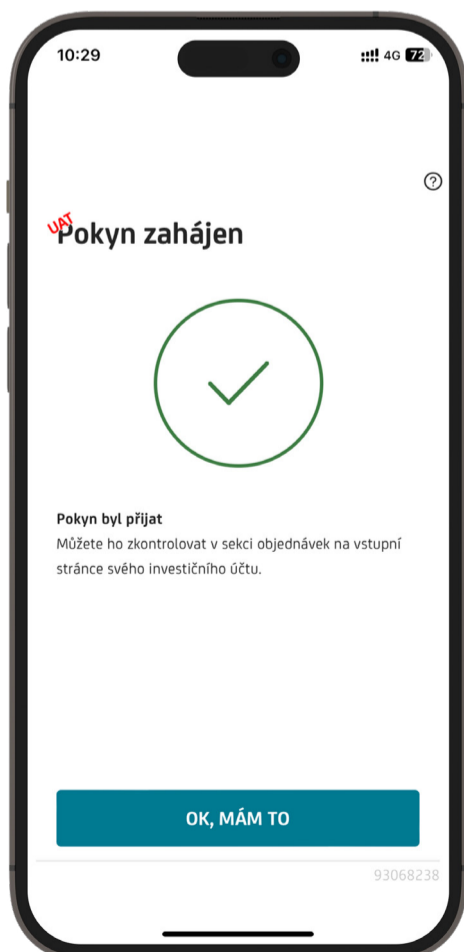 10:29
4G 72
?
UAT
Pokyn zahájen
Pokyn byl přijat
Můžete ho zkontrolovat v sekci objednávek na vstupní
stránce svého investičního účtu.
OK, MÁM TO
93068238